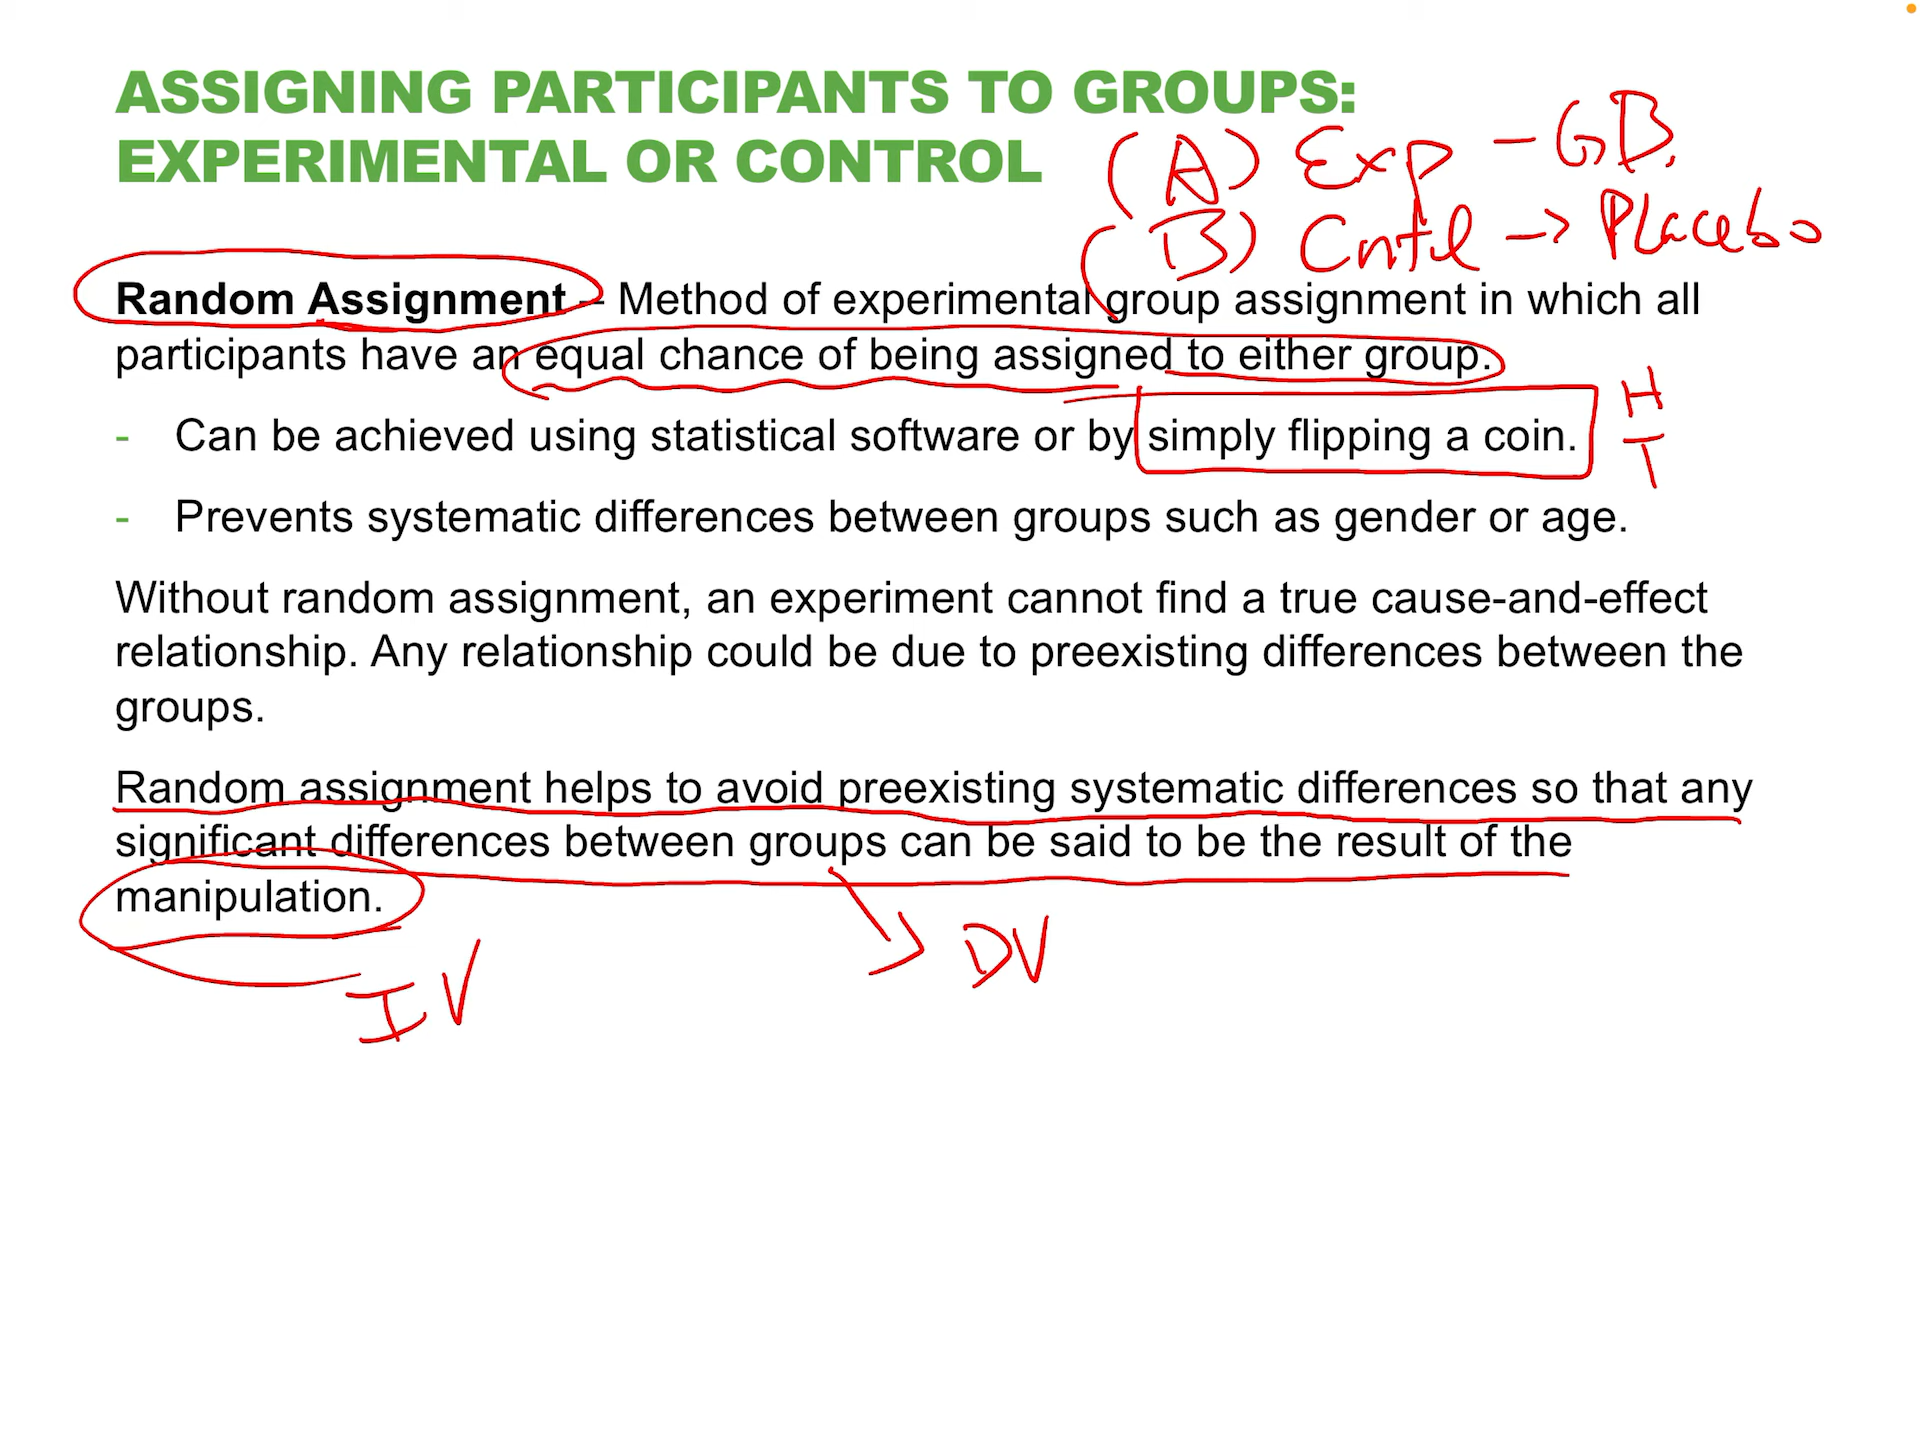 ASSIGNING PARTICIPANTS TO GROUPS:
EXPERIMENTAL OR CONTROL
(A) Exp - GB.
(B) Cntrl -> Placebo
Random Assignment – Method of experimental group assignment in which all
participants have an equal chance of being assigned to either group.
- Can be achieved using statistical software or by simply flipping a coin.
H
T
- Prevents systematic differences between groups such as gender or age.
Without random assignment, an experiment cannot find a true cause-and-effect
relationship. Any relationship could be due to preexisting differences between the
groups.
Random assignment helps to avoid preexisting systematic differences so that any
significant differences between groups can be said to be the result of the
manipulation.
DV
IV